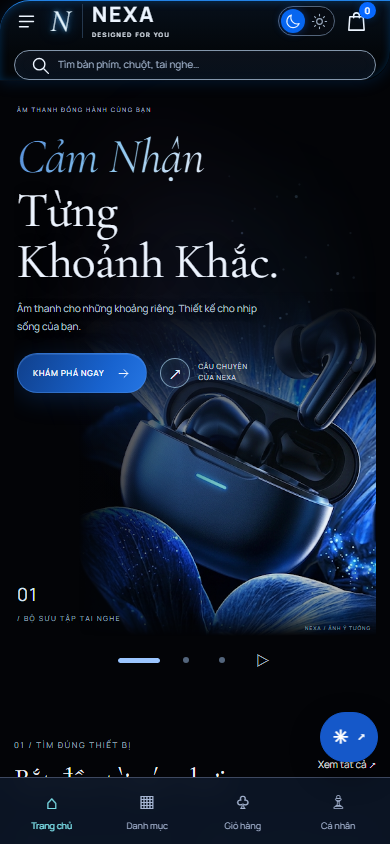 N
NEXA
DESIGNED FOR YOU
0
Tìm bàn phím, chuột, tai nghe...
ÂM THANH ĐỒNG HÀNH CÙNG BẠN
Cảm Nhận
Từng
Khoảnh Khắc.
Âm thanh cho những khoảng riêng. Thiết kế cho nhịp
sống của bạn.
KHÁM PHÁ NGAY →
↗ CÂU CHUYỆN
CỦA NEXA
01
/ BỘ SƯU TẬP TAI NGHE
NEXA / ẢNH Ý TƯỞNG
01 / TÌM ĐÚNG THIẾT BỊ
Xem tất cả ↗
Trang chủ
Danh mục
Giỏ hàng
Cá nhân